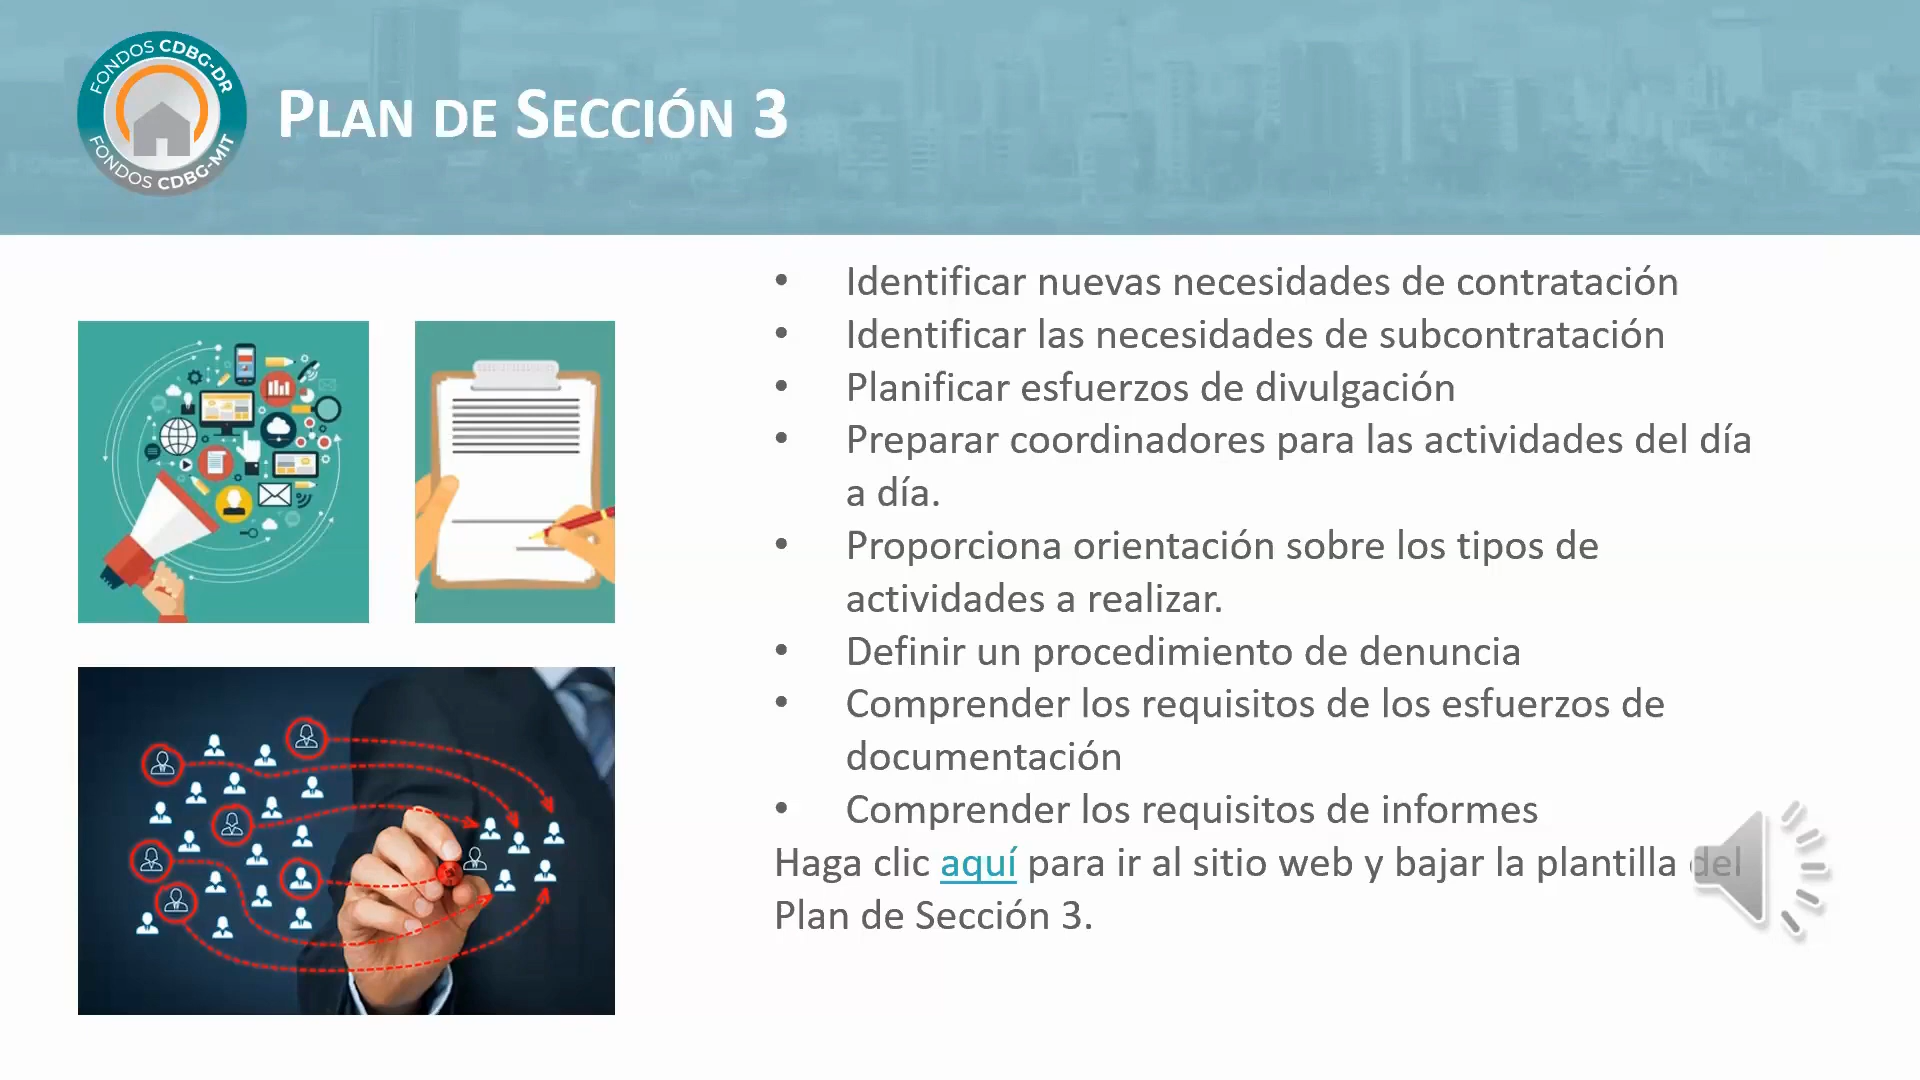 FONDOS CDBG-DR
FONDOS CDBG-MIT
PLAN DE SECCIÓN 3
• Identificar nuevas necesidades de contratación
• Identificar las necesidades de subcontratación
• Planificar esfuerzos de divulgación
• Preparar coordinadores para las actividades del día
a día.
• Proporciona orientación sobre los tipos de
actividades a realizar.
• Definir un procedimiento de denuncia
• Comprender los requisitos de los esfuerzos de
documentación
• Comprender los requisitos de informes
Haga clic aquí para ir al sitio web y bajar la plantilla del
Plan de Sección 3.